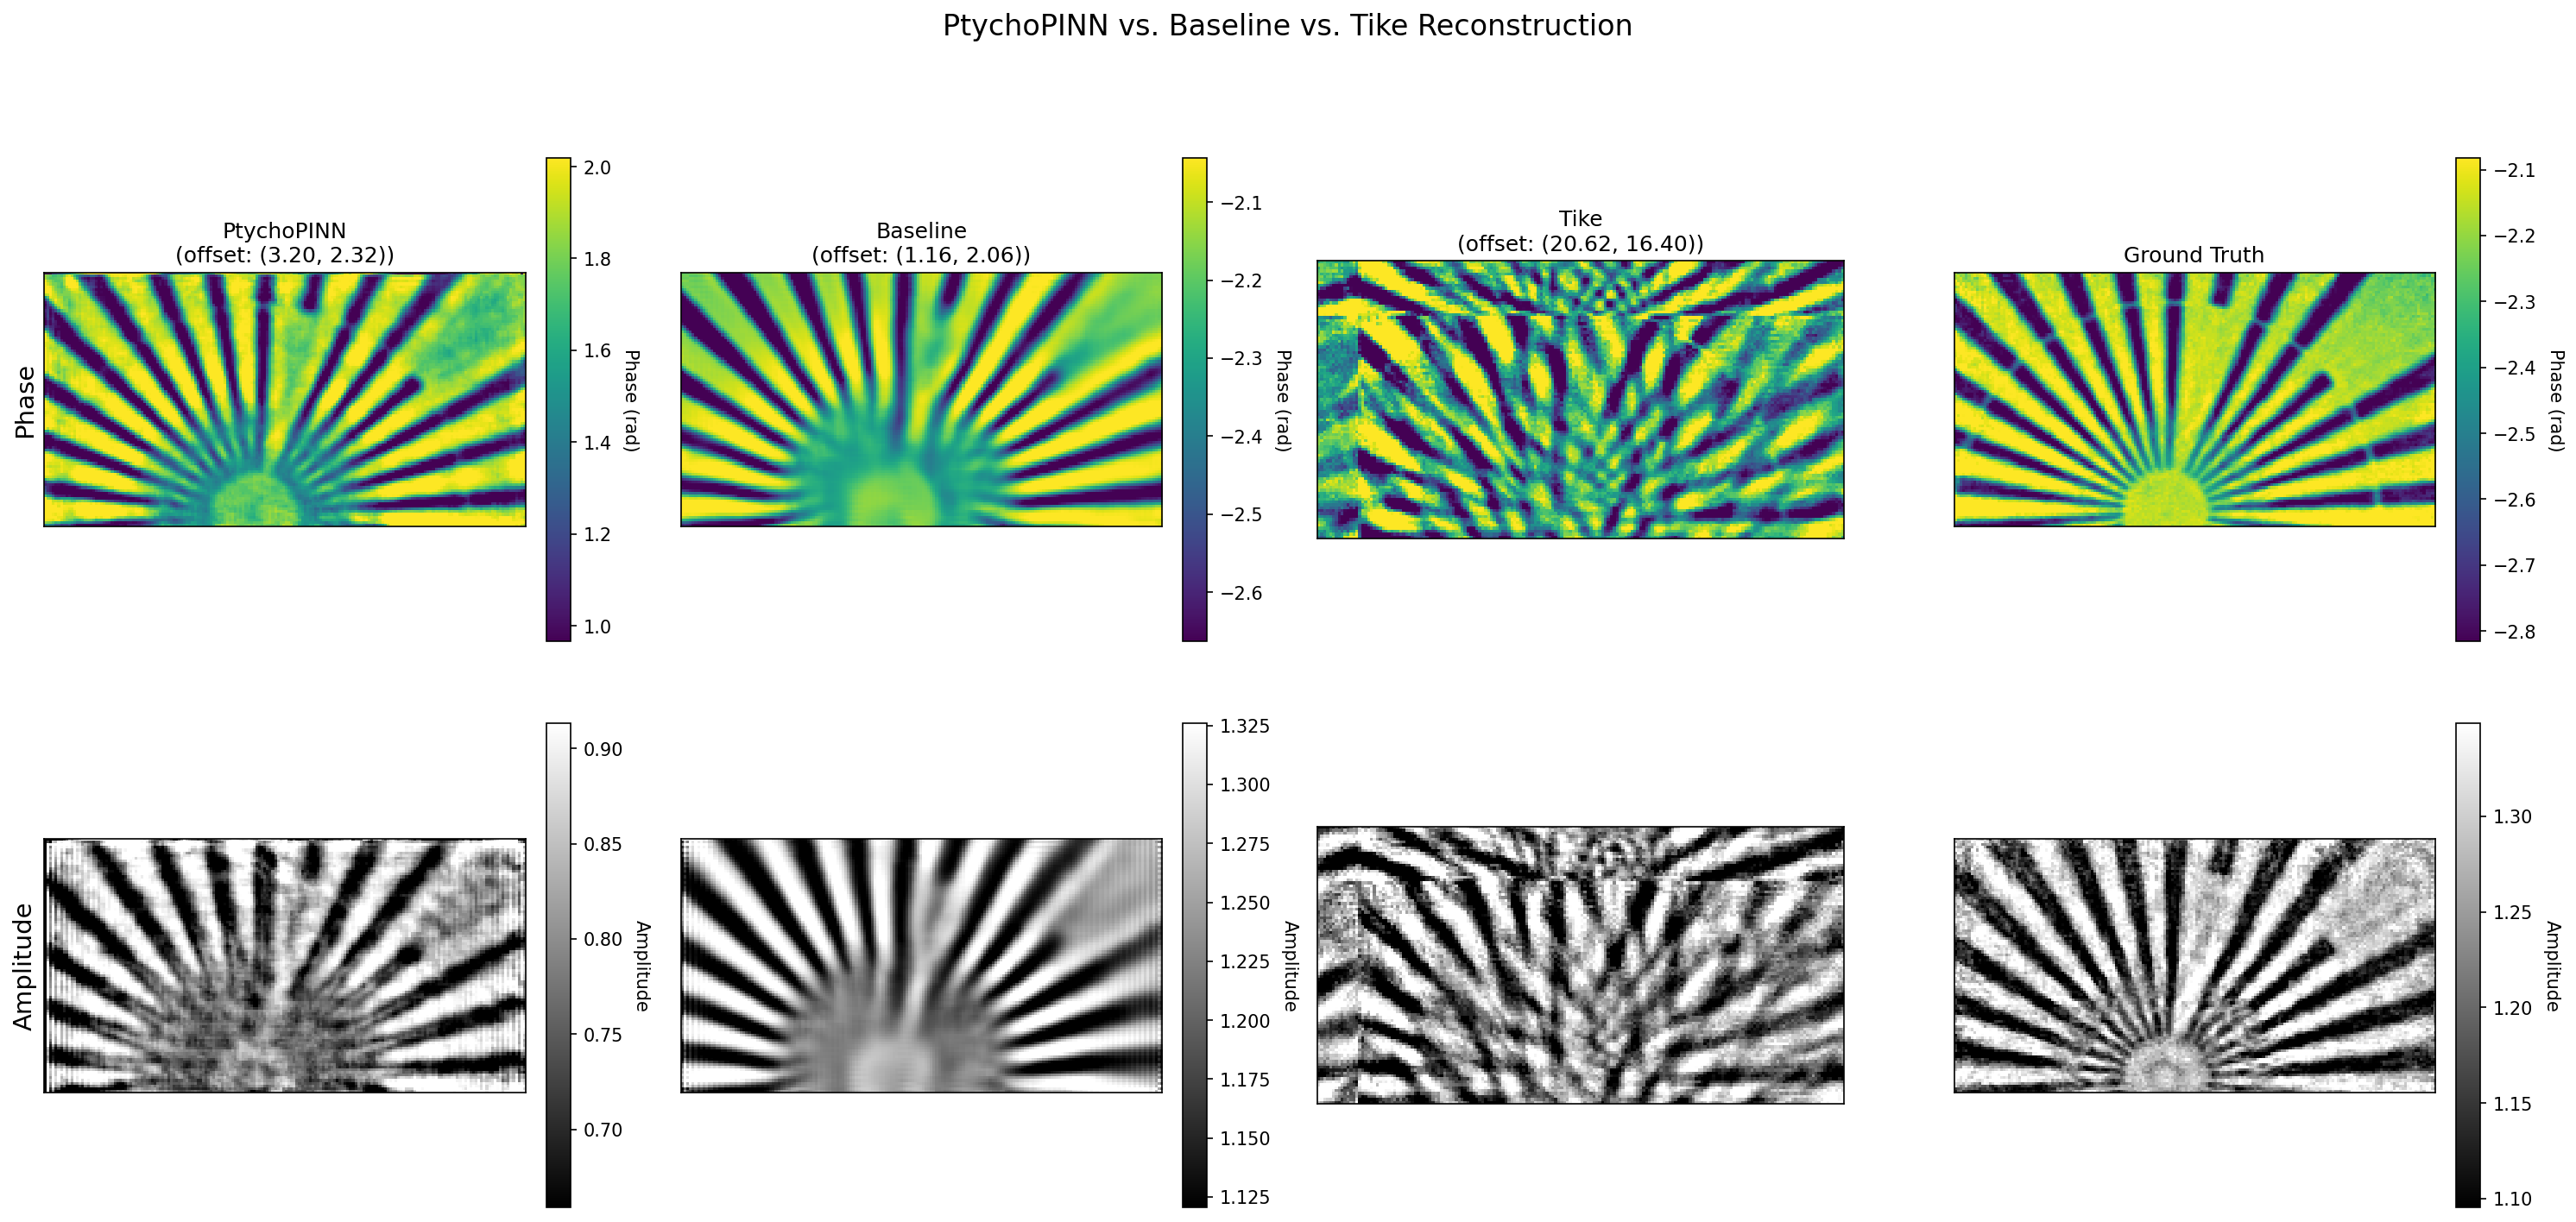 PtychoPINN vs. Baseline vs. Tike Reconstruction
PtychoPINN
(offset: (3.20, 2.32))
Baseline
(offset: (1.16, 2.06))
Tike
(offset: (20.62, 16.40))
Ground Truth
Phase
2.0
1.8
1.6
1.4
1.2
1.0
Phase (rad)
−2.1
−2.2
−2.3
−2.4
−2.5
−2.6
Phase (rad)
−2.1
−2.2
−2.3
−2.4
−2.5
−2.6
−2.7
−2.8
Phase (rad)
Amplitude
0.90
0.85
0.80
0.75
0.70
Amplitude
1.325
1.300
1.275
1.250
1.225
1.200
1.175
1.150
1.125
Amplitude
1.30
1.25
1.20
1.15
1.10
Amplitude